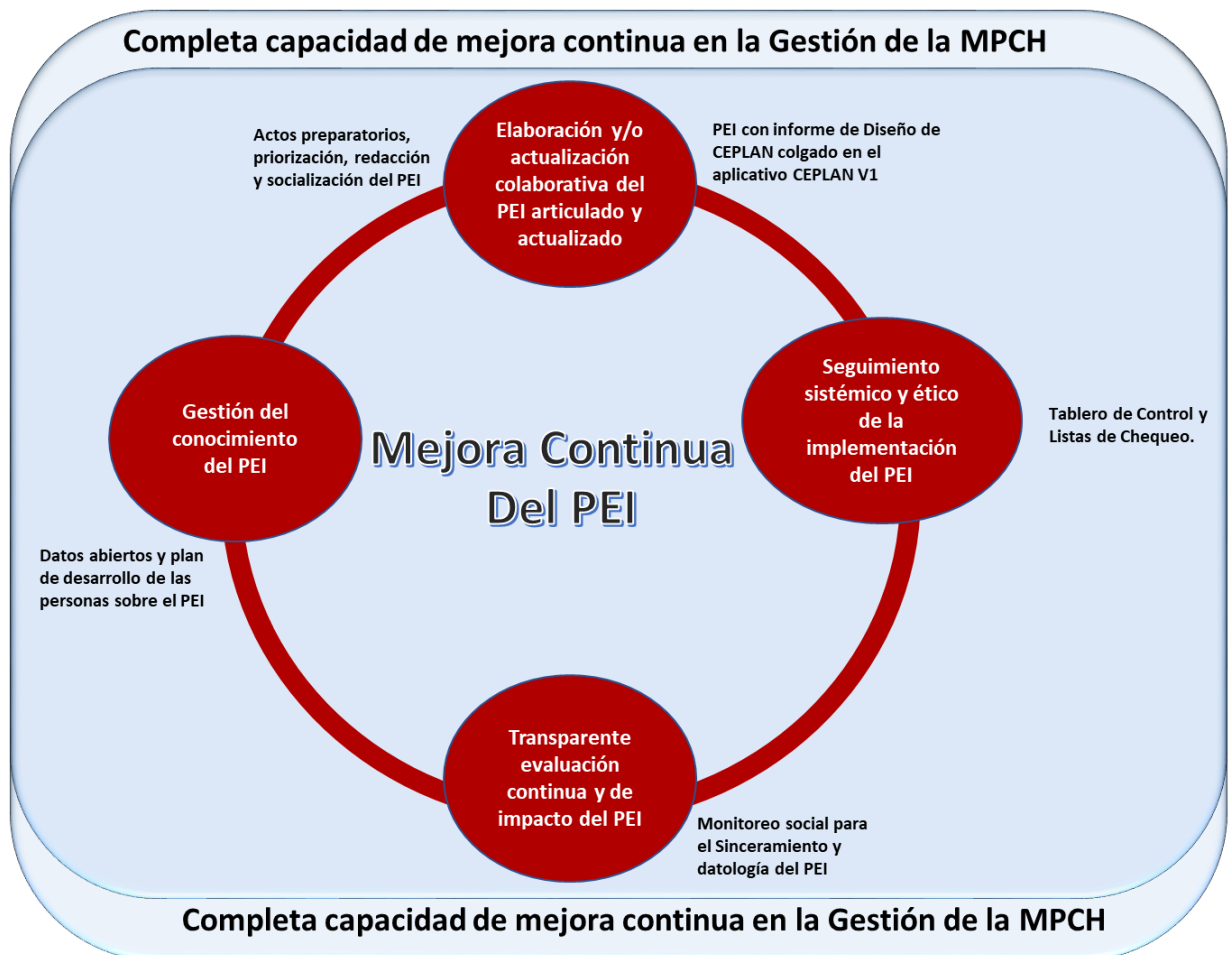 Completa capacidad de mejora continua en la Gestión de la MPCH
Actos preparatorios,
priorización, redacción
y socialización del PEI
Elaboración y/o
actualización
colaborativa del
PEI articulado y
actualizado
PEI con informe de Diseño de
CEPLAN colgado en el
aplicativo CEPLAN V1
Seguimiento
sistémico y ético
de la
implementación
del PEI
Tablero de Control y
Listas de Chequeo.
Gestión del
conocimiento
del PEI
Mejora Continua
Del PEI
Datos abiertos y plan
de desarrollo de las
personas sobre el PEI
Transparente
evaluación
continua y de
impacto del PEI
Monitoreo social para
el Sinceramiento y
datología del PEI
Completa capacidad de mejora continua en la Gestión de la MPCH